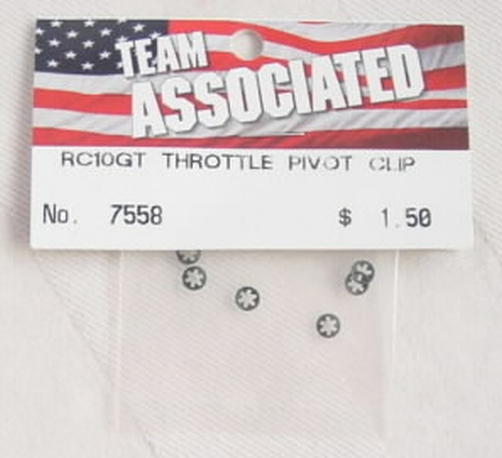 TEAM
ASSOCIATED
RC10GT THROTTLE PIVOT CLIP
No. 7558 $ 1.50